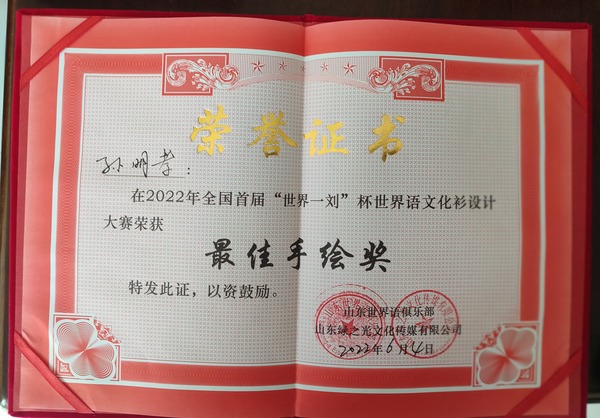 荣誉证书
孙明孝：
在2022年全国首届“世界一刘”杯世界语文化衫设计
大赛荣获
最佳手绘奖
特发此证，以资鼓励。
山东世界语俱乐部
山东绿之光文化传媒有限公司
2022年6月4日